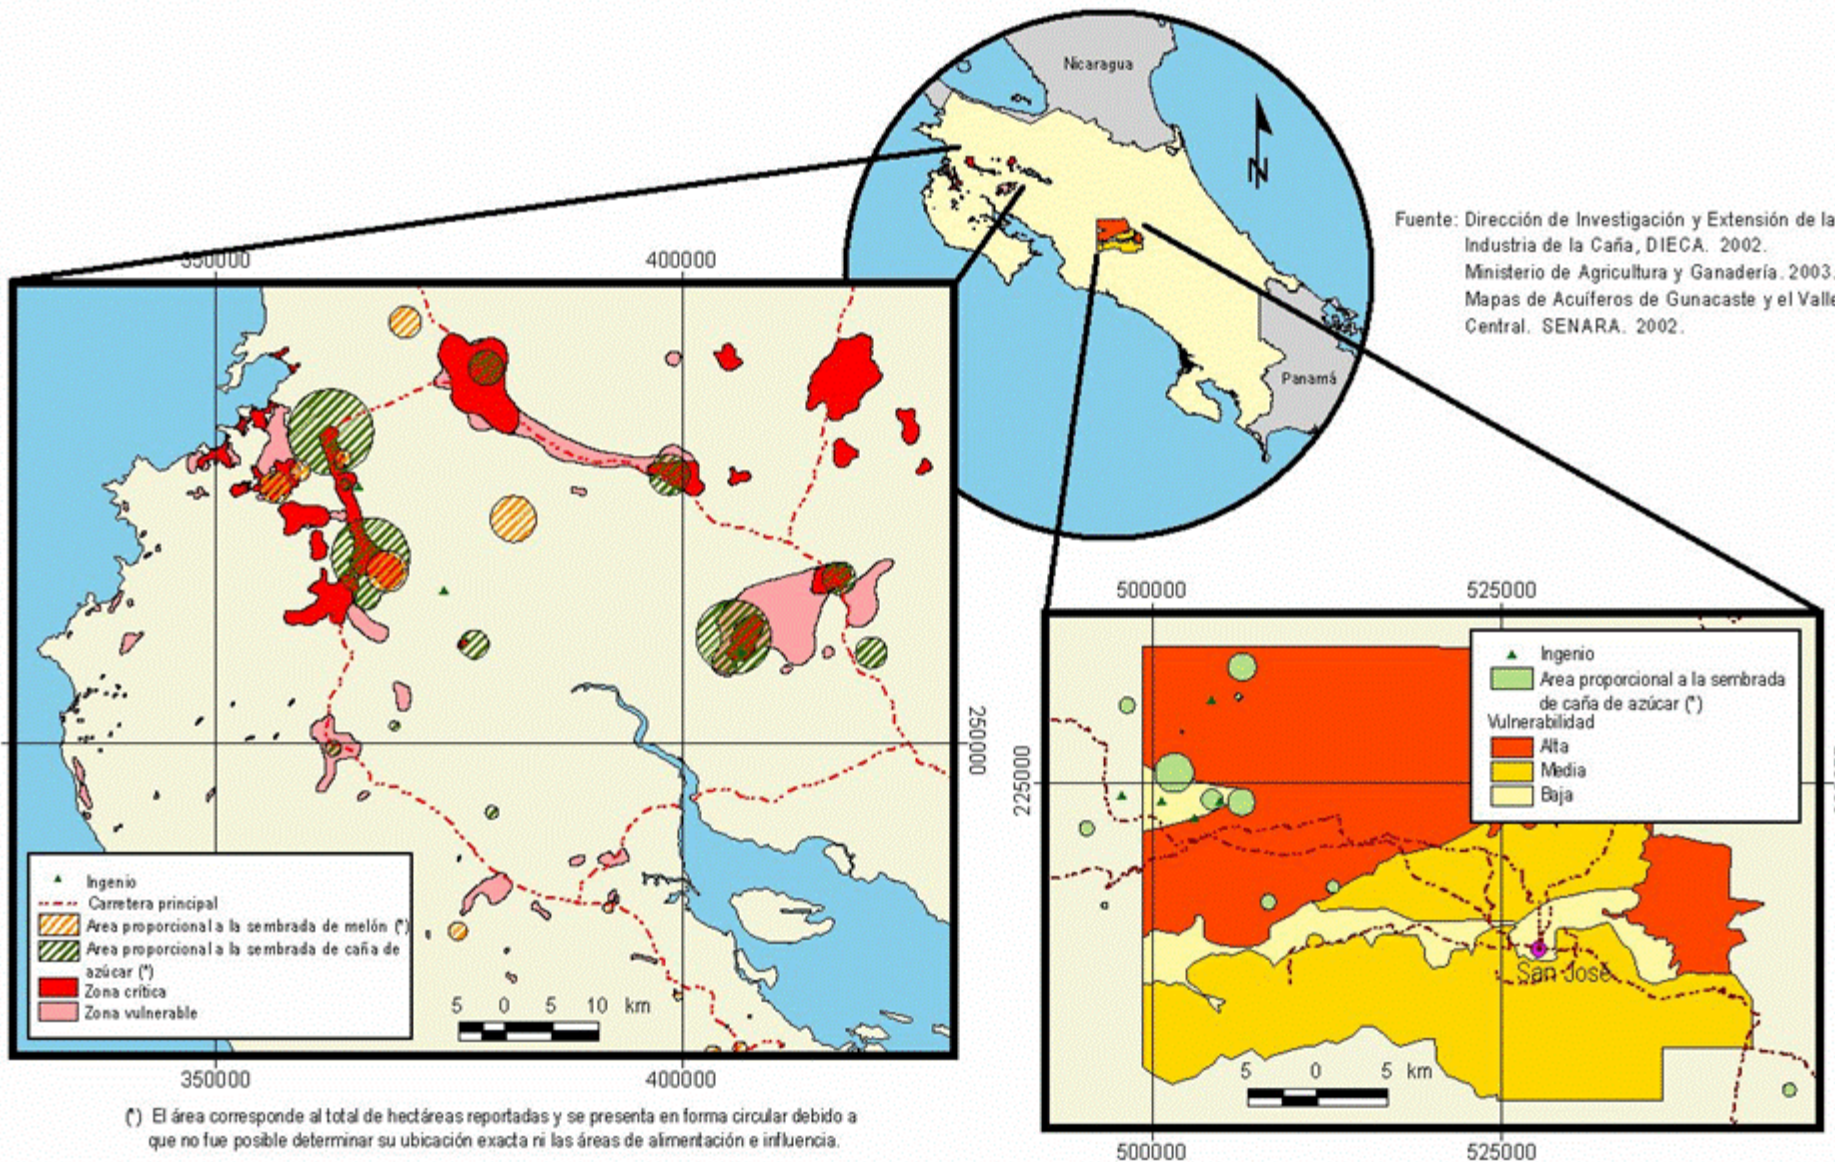 Nicaragua
N
Panamá
Fuente: Dirección de Investigación y Extensión de la
Industria de la Caña, DIECA. 2002.
Ministerio de Agricultura y Ganadería. 2003.
Mapas de Acuíferos de Gunacaste y el Valle
Central. SENARA. 2002.
350000
400000
250000
Ingenio
Carretera principal
Area proporcional a la sembrada de melón (*)
Area proporcional a la sembrada de caña de
azúcar (*)
Zona crítica
Zona vulnerable
5 0 5 10 km
350000
400000
(*) El área corresponde al total de hectáreas reportadas y se presenta en forma circular debido a
que no fue posible determinar su ubicación exacta ni las áreas de alimentación e influencia.
500000
525000
225000
Ingenio
Area proporcional a la sembrada
de caña de azúcar (*)
Vulnerabilidad
Alta
Media
Baja
San José
5 0 5 km
500000
525000